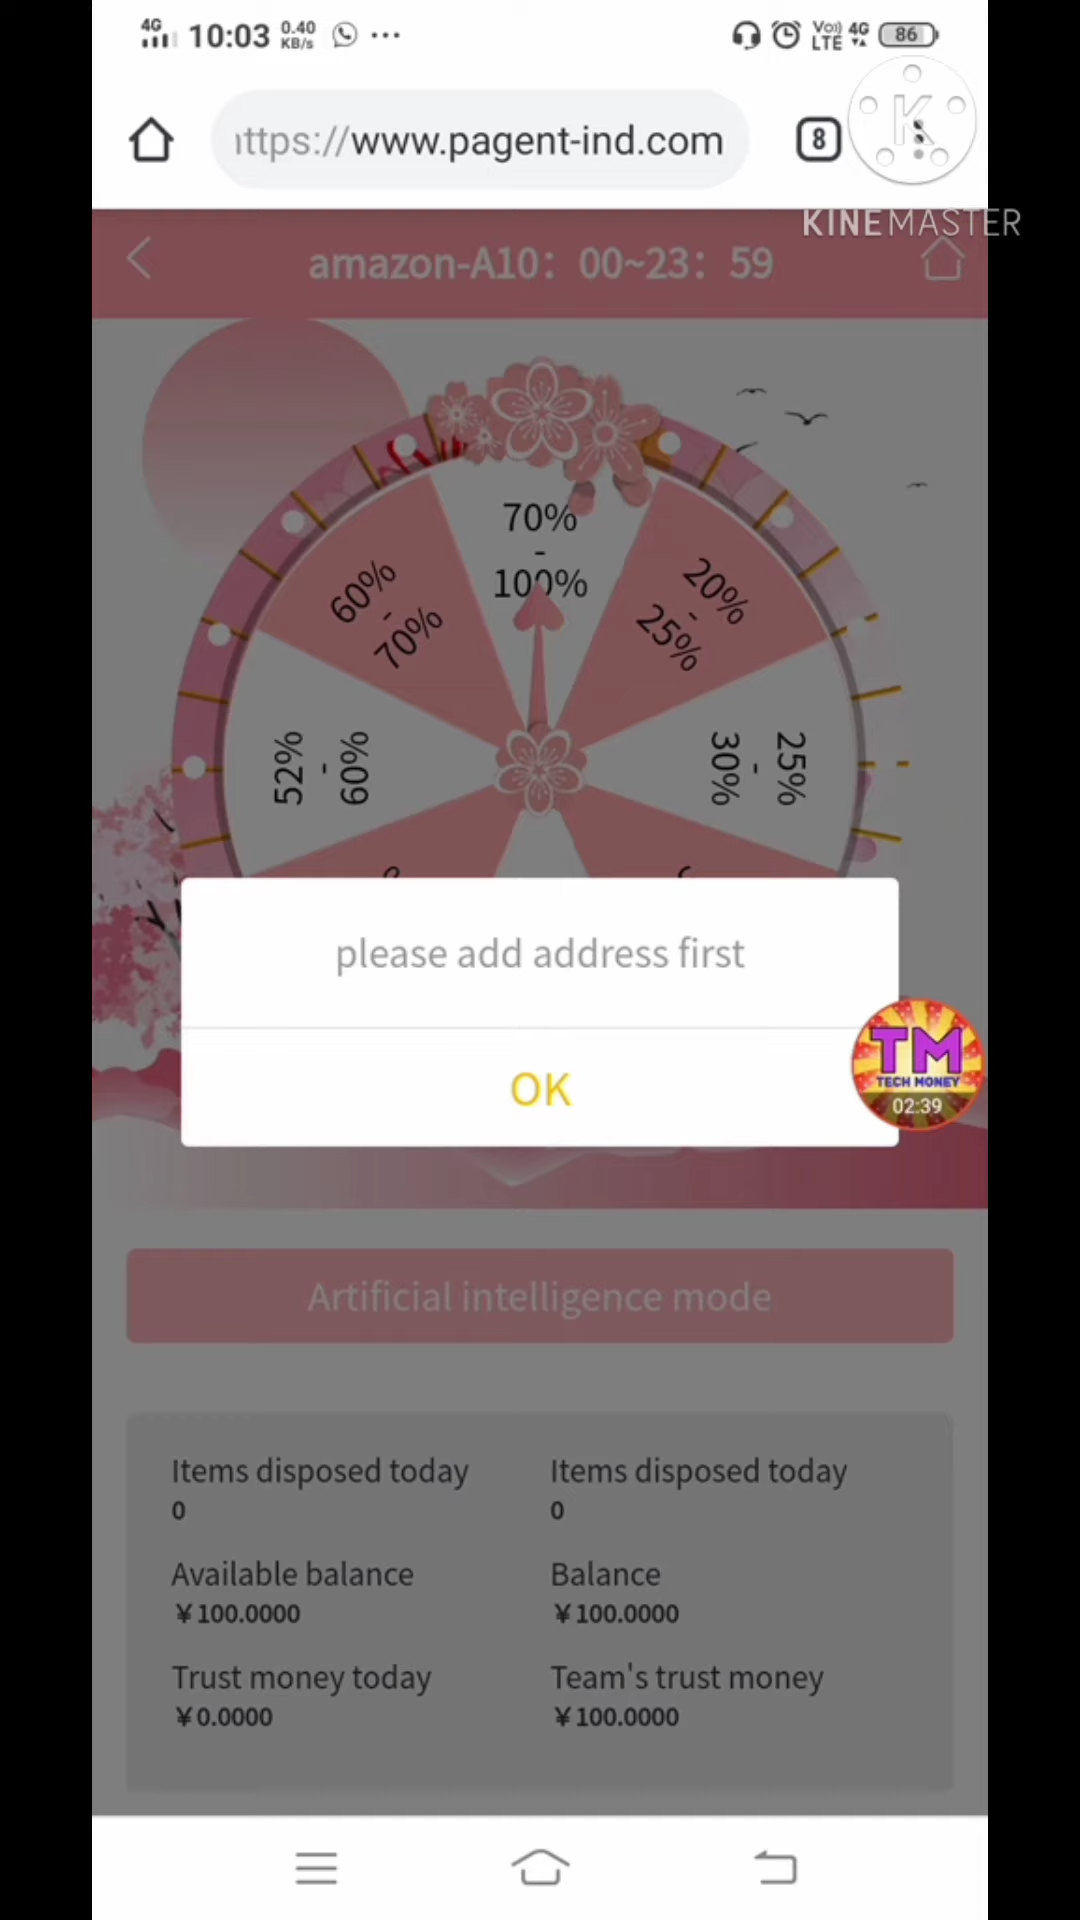 4G 10:03 0.40 KB/s ... VoLTE 4G 86
https://www.pagent-ind.com 8
K
KINEMASTER
amazon-A10：00~23：59
70%
-
100%
60%
-
70%
20%
-
25%
52%
-
60%
25%
-
30%
please add address first
OK
TM
TECH MONEY
02:39
Artificial intelligence mode
Items disposed today Items disposed today
0 0
Available balance Balance
￥100.0000 ￥100.0000
Trust money today Team's trust money
￥0.0000 ￥100.0000